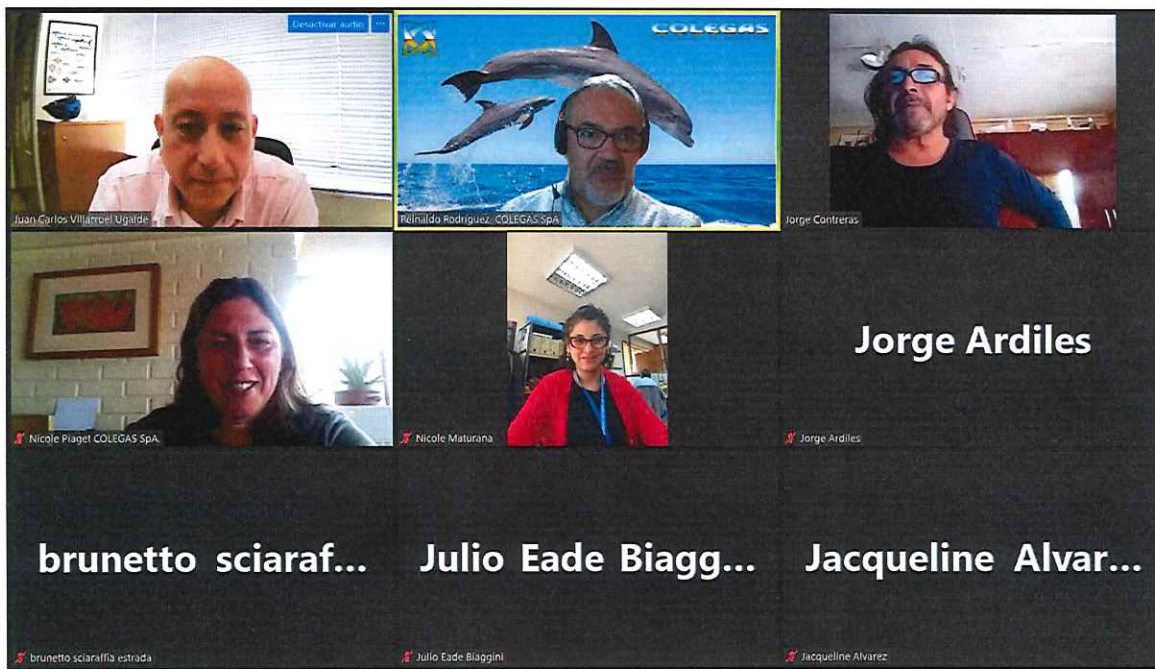 Desactivar audio ...
COLEGAS
Juan Carlos Villarroel Ugalde
Reinaldo Rodríguez COLEGAS SpA
Jorge Contreras
Nicole Piaget COLEGAS SpA.
Nicole Maturana
Jorge Ardiles
Jorge Ardiles
brunetto sciaraf...
Julio Eade Biagg...
Jacqueline Alvar...
brunetto sciaraffia estrada
Julio Eade Biaggini
Jacqueline Alvarez